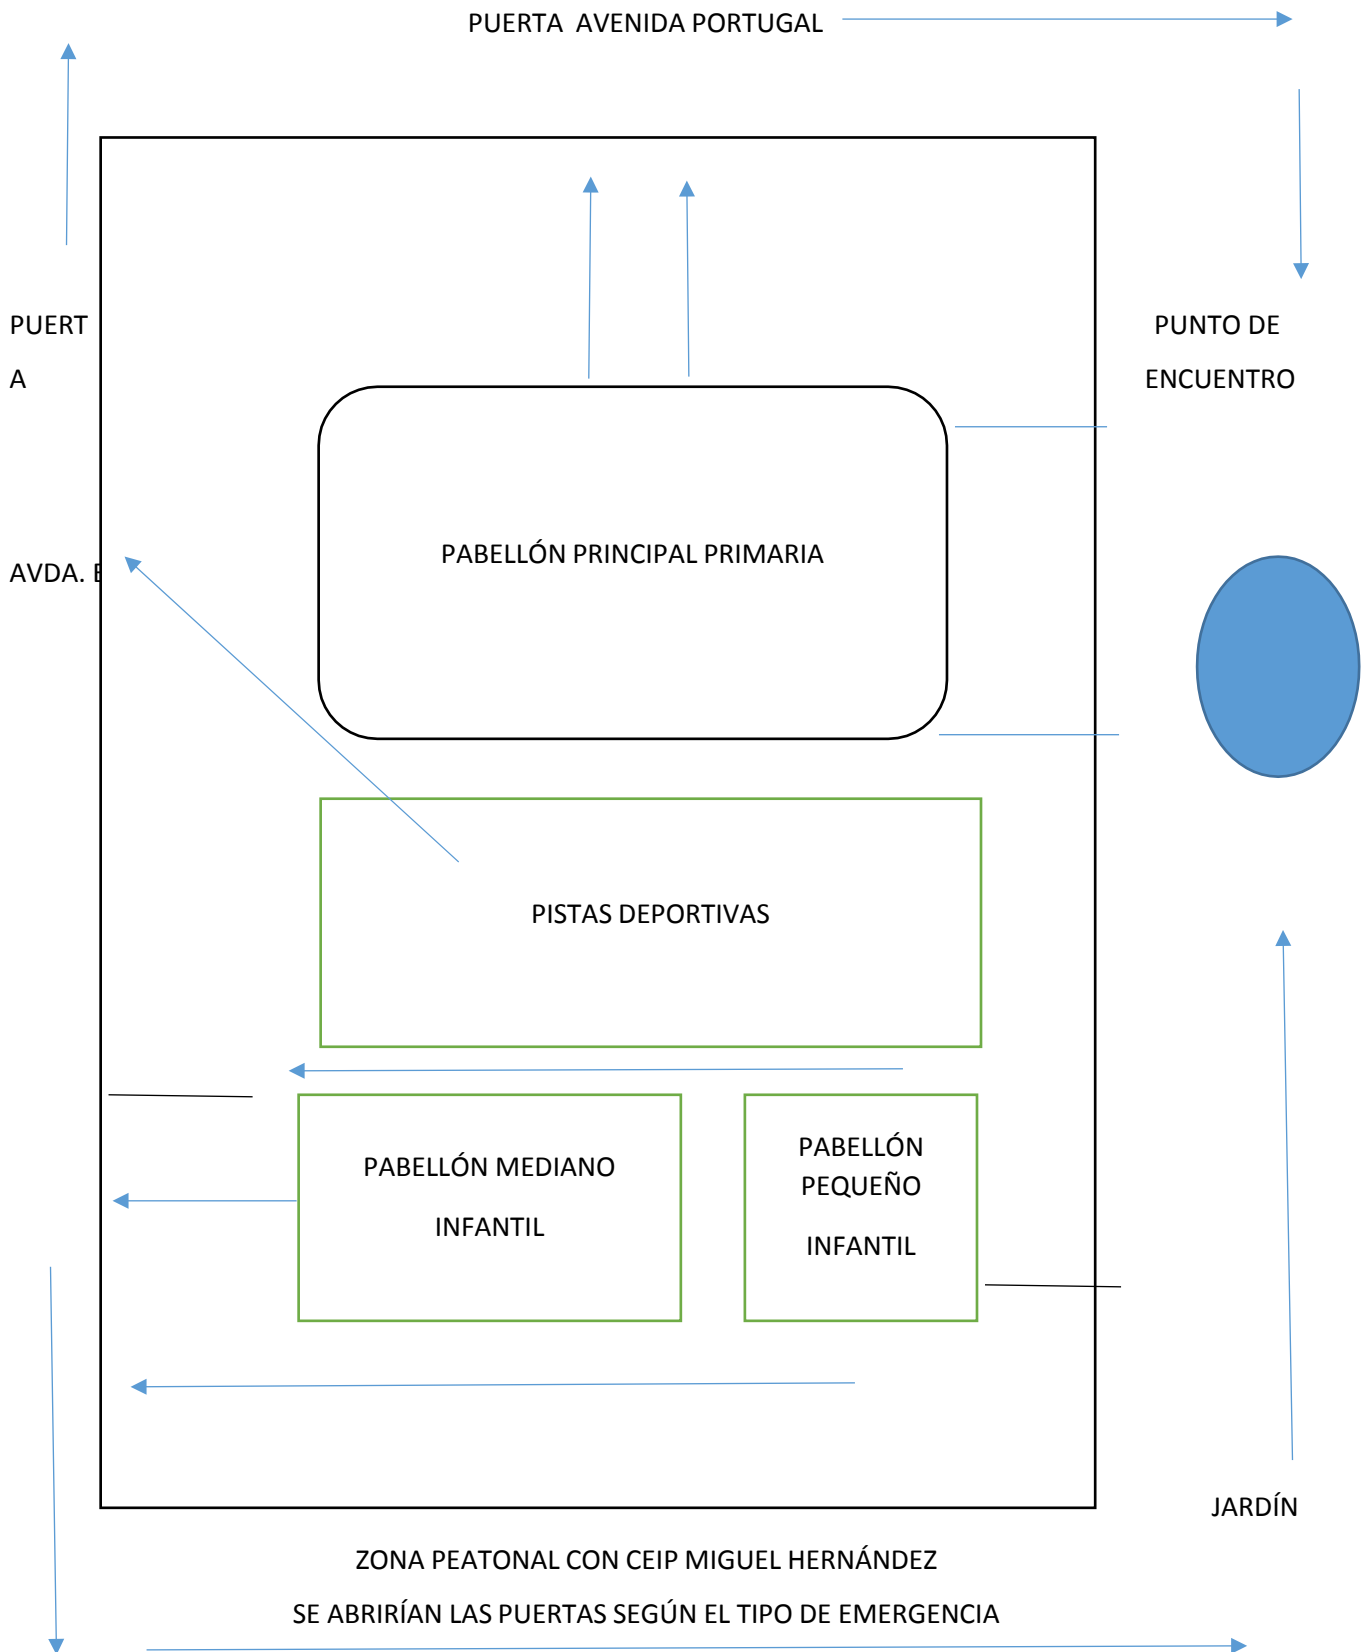 PUERTA  AVENIDA PORTUGAL
PUERT
A
AVDA.
PUNTO DE
ENCUENTRO
PABELLÓN PRINCIPAL PRIMARIA
PISTAS DEPORTIVAS
PABELLÓN MEDIANO
INFANTIL
PABELLÓN
PEQUEÑO
INFANTIL
JARDÍN
ZONA PEATONAL CON CEIP MIGUEL HERNÁNDEZ
SE ABRIRÍAN LAS PUERTAS SEGÚN EL TIPO DE EMERGENCIA